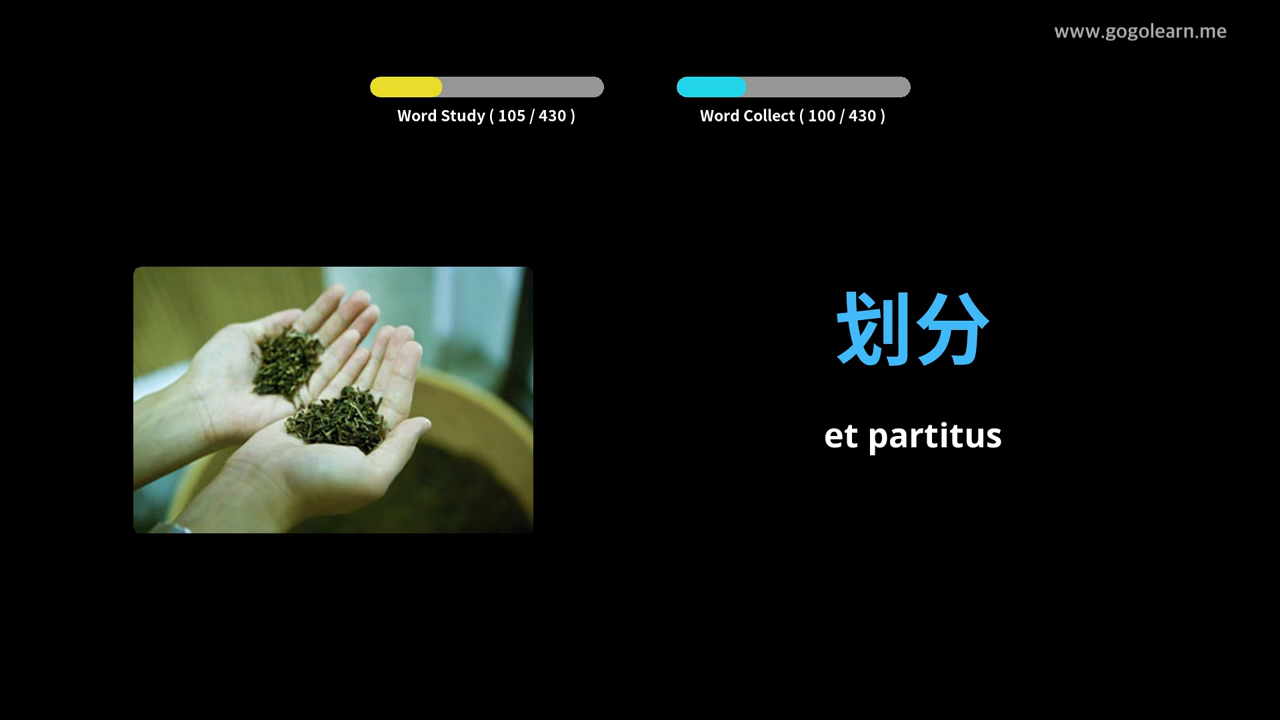 www.gogolearn.me
Word Study ( 105 / 430 )
Word Collect ( 100 / 430 )
划分
et partitus